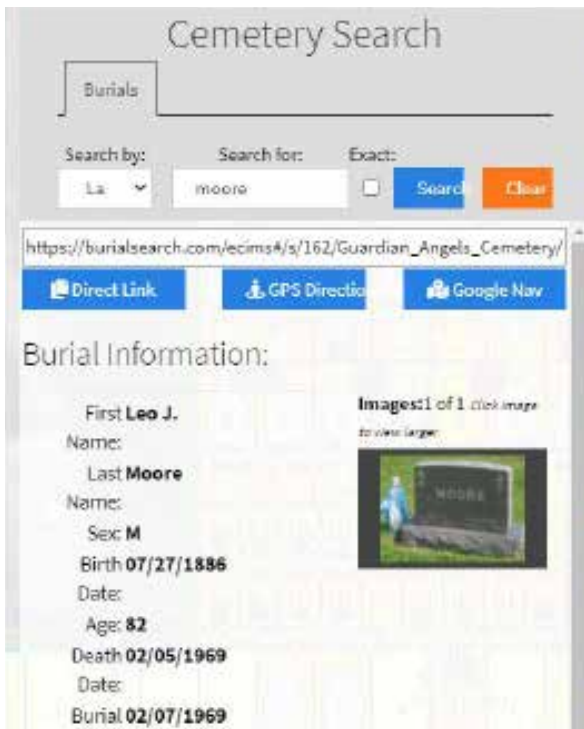 Cemetery Search
Burials
Search by: Search for: Exact:
La moore Search Clear
https://burialsearch.com/ecims#/s/162/Guardian_Angels_Cemetery/
Direct Link GPS Directio Google Nav
Burial Information:
First Leo J.
Name:
Last Moore
Name:
Sex: M
Birth 07/27/1886
Date:
Age: 82
Death 02/05/1969
Date:
Burial 02/07/1969
Images:1 of 1 click image
to view larger
MOORE